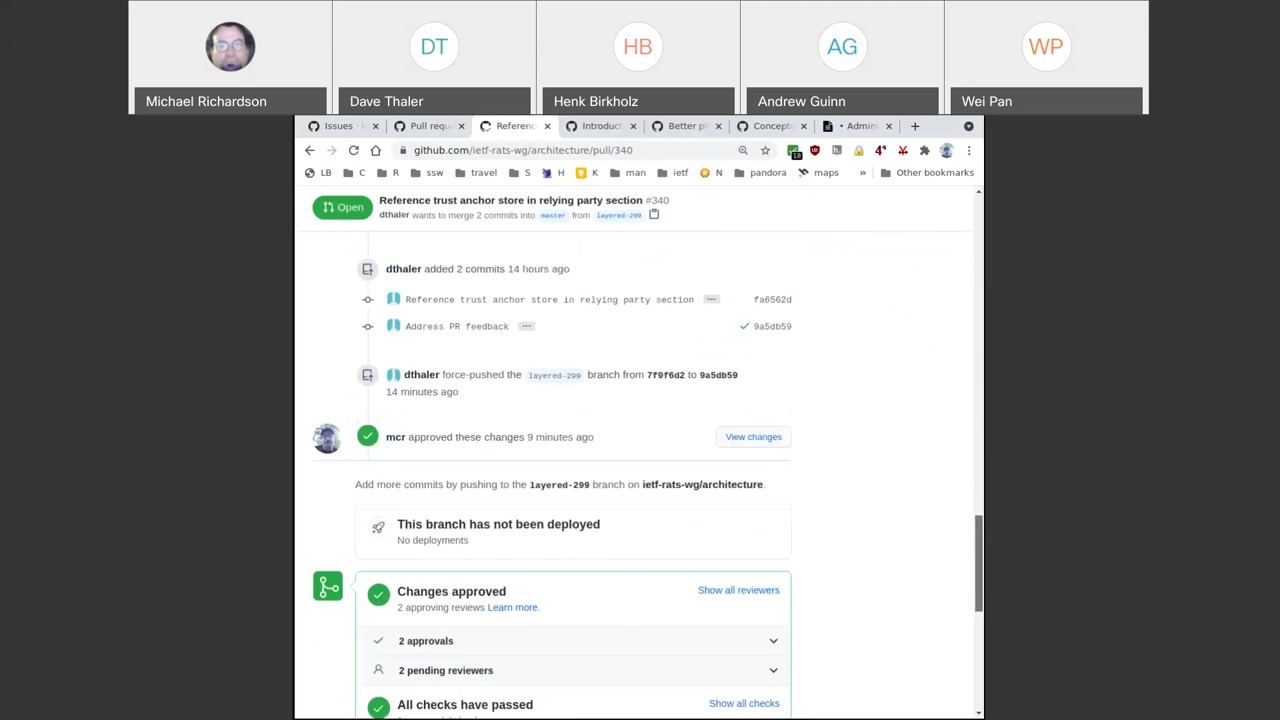 DT
HB
AG
WP
Michael Richardson
Dave Thaler
Henk Birkholz
Andrew Guinn
Wei Pan
Issues · i
Pull requ
Referenc
Introduct
Better pi
Concept
• Admini
github.com/ietf-rats-wg/architecture/pull/340
18
LB
C
R
ssw
travel
S
H
K
man
ietf
N
pandora
maps
»
Other bookmarks
Open
Reference trust anchor store in relying party section #340
dthaler wants to merge 2 commits into master from layered-299
dthaler added 2 commits 14 hours ago
Reference trust anchor store in relying party section ··· fa6562d
Address PR feedback ··· 9a5db59
dthaler force-pushed the layered-299 branch from 7f0f6d2 to 9a5db59
14 minutes ago
mcr approved these changes 9 minutes ago
View changes
Add more commits by pushing to the layered-299 branch on ietf-rats-wg/architecture.
This branch has not been deployed
No deployments
Changes approved
Show all reviewers
2 approving reviews Learn more.
2 approvals
2 pending reviewers
All checks have passed
Show all checks